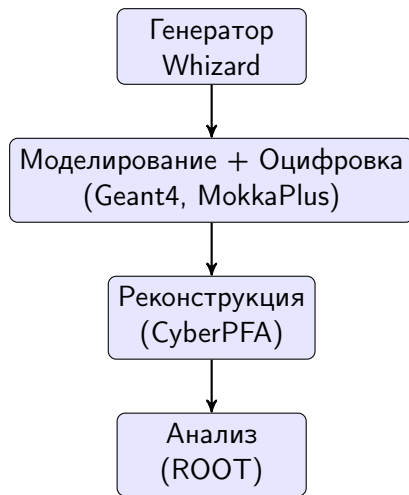 Генератор
Whizard
Моделирование + Оцифровка
(Geant4, MokkaPlus)
Реконструкция
(CyberPFA)
Анализ
(ROOT)